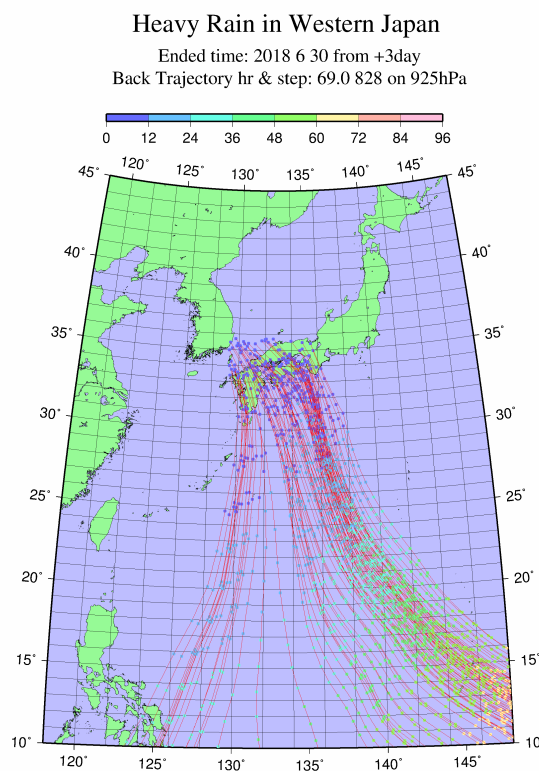 Heavy Rain in Western Japan
Ended time: 2018 6 30 from +3day
Back Trajectory hr & step: 69.0 828 on 925hPa
0 12 24 36 48 60 72 84 96
120˚ 125˚ 130˚ 135˚ 140˚ 145˚
45˚ 45˚
40˚ 40˚
35˚ 35˚
30˚ 30˚
25˚ 25˚
20˚ 20˚
15˚ 15˚
10˚ 10˚
120˚ 125˚ 130˚ 135˚ 140˚ 145˚